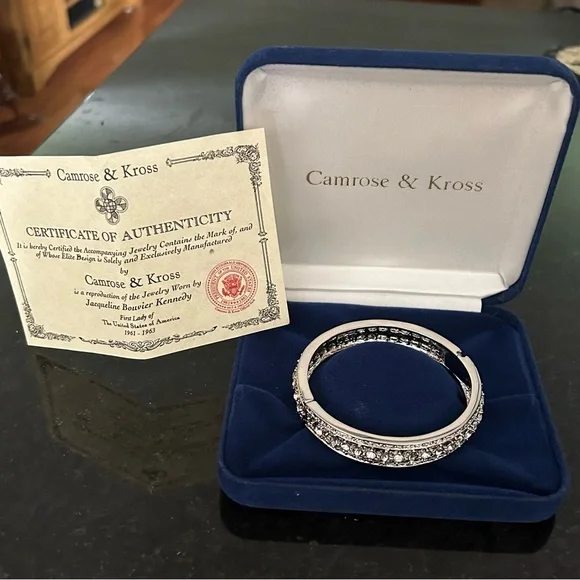 Camrose & Kross
CERTIFICATE OF AUTHENTICITY
It is hereby Certified the Accompanying Jewelry Contains the Mark of, and
of Whose Elite Design is Solely and Exclusively Manufactured
by
Camrose & Kross
is a reproduction of the Jewelry Worn by
Jacqueline Bouvier Kennedy
First Lady of
The United States of America
1961 - 1963
Camrose & Kross